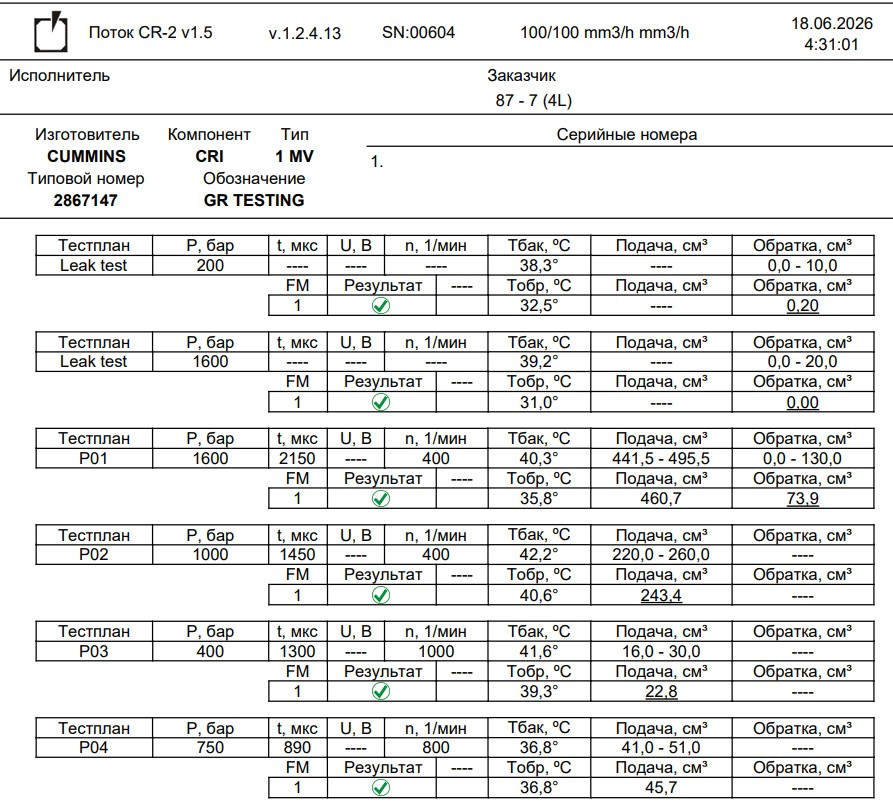 Поток CR-2 v1.5 v.1.2.4.13 SN:00604 100/100 mm3/h mm3/h 18.06.2026
4:31:01
Исполнитель Заказчик
87 - 7 (4L)
Изготовитель Компонент Тип Серийные номера
CUMMINS CRI 1 MV
1.
Типовой номер Обозначение
2867147 GR TESTING
Тестплан P, бар t, мкс U, В n, 1/мин Тбак, ºC Подача, см³ Обратка, см³
Leak test 200 ---- ---- ---- 38,3° ---- 0,0 - 10,0
FM Результат ---- Тобр, ºC Подача, см³ Обратка, см³
1 32,5° ---- 0,20
Тестплан P, бар t, мкс U, В n, 1/мин Тбак, ºC Подача, см³ Обратка, см³
Leak test 1600 ---- ---- ---- 39,2° ---- 0,0 - 20,0
FM Результат ---- Тобр, ºC Подача, см³ Обратка, см³
1 31,0° ---- 0,00
Тестплан P, бар t, мкс U, В n, 1/мин Тбак, ºC Подача, см³ Обратка, см³
P01 1600 2150 ---- 400 40,3° 441,5 - 495,5 0,0 - 130,0
FM Результат ---- Тобр, ºC Подача, см³ Обратка, см³
1 35,8° 460,7 73,9
Тестплан P, бар t, мкс U, В n, 1/мин Тбак, ºC Подача, см³ Обратка, см³
P02 1000 1450 ---- 400 42,2° 220,0 - 260,0 ----
FM Результат ---- Тобр, ºC Подача, см³ Обратка, см³
1 40,6° 243,4 ----
Тестплан P, бар t, мкс U, В n, 1/мин Тбак, ºC Подача, см³ Обратка, см³
P03 400 1300 ---- 1000 41,6° 16,0 - 30,0 ----
FM Результат ---- Тобр, ºC Подача, см³ Обратка, см³
1 39,3° 22,8 ----
Тестплан P, бар t, мкс U, В n, 1/мин Тбак, ºC Подача, см³ Обратка, см³
P04 750 890 ---- 800 36,8° 41,0 - 51,0 ----
FM Результат ---- Тобр, ºC Подача, см³ Обратка, см³
1 36,8° 45,7 ----